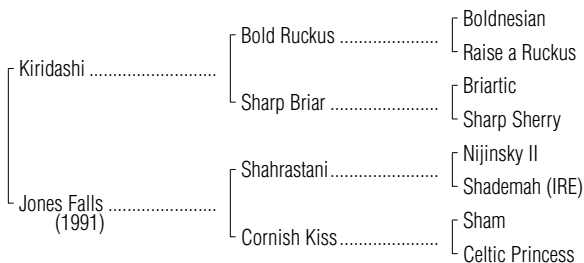 Boldnesian
Bold Ruckus ....................
Raise a Ruckus
Kiridashi ..........................
Briartic
Sharp Briar ......................
Sharp Sherry
Nijinsky II
Shahrastani ......................
Shademah (IRE)
Jones Falls ......................
(1991)
Sham
Cornish Kiss ....................
Celtic Princess